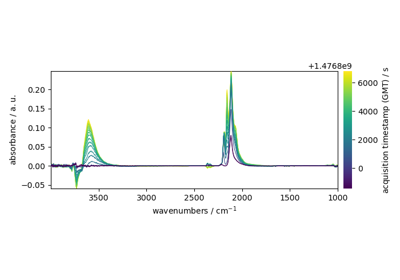 +1.4768e9
0.20
0.15
0.10
0.05
0.00
−0.05
absorbance / a. u.
3500 3000 2500 2000 1500 1000
wavenumbers / cm⁻¹
6000
4000
2000
0
acquisition timestamp (GMT) / s